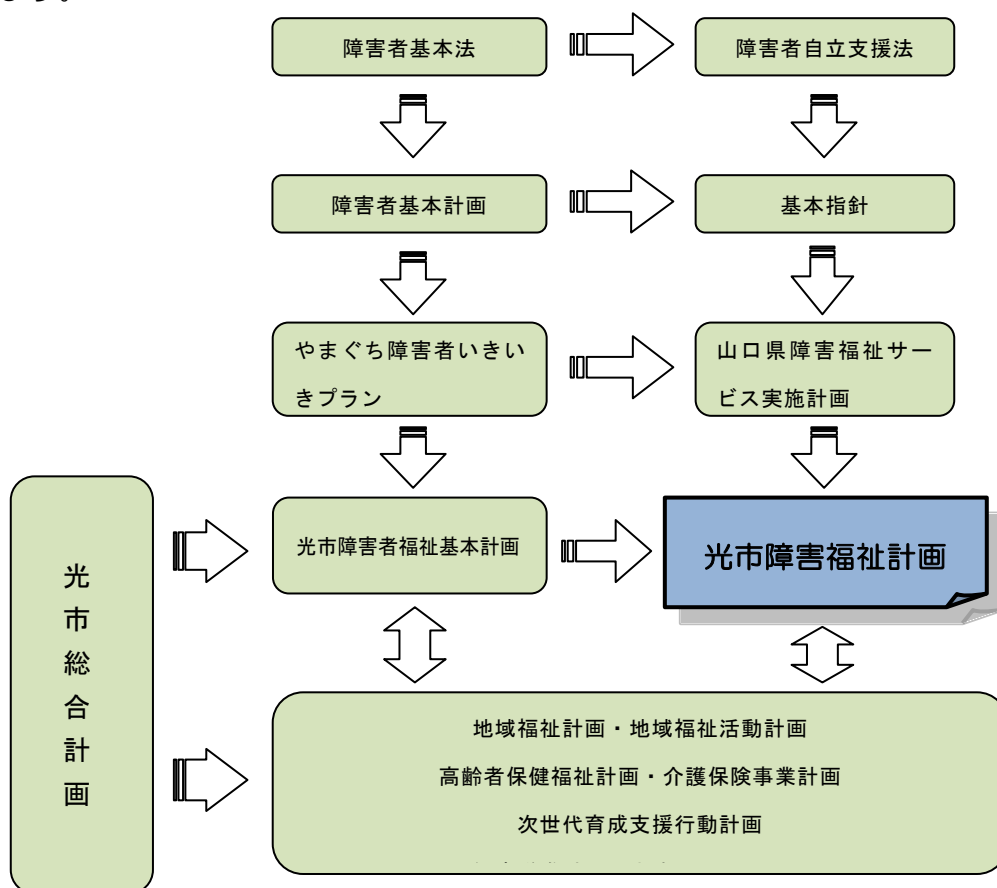 ます。
障害者基本法
障害者自立支援法
障害者基本計画
基本指針
やまぐち障害者いきい
きプラン
山口県障害福祉サー
ビス実施計画
光市総合計画
光市障害者福祉基本計画
光市障害福祉計画
地域福祉計画・地域福祉活動計画
高齢者保健福祉計画・介護保険事業計画
次世代育成支援行動計画